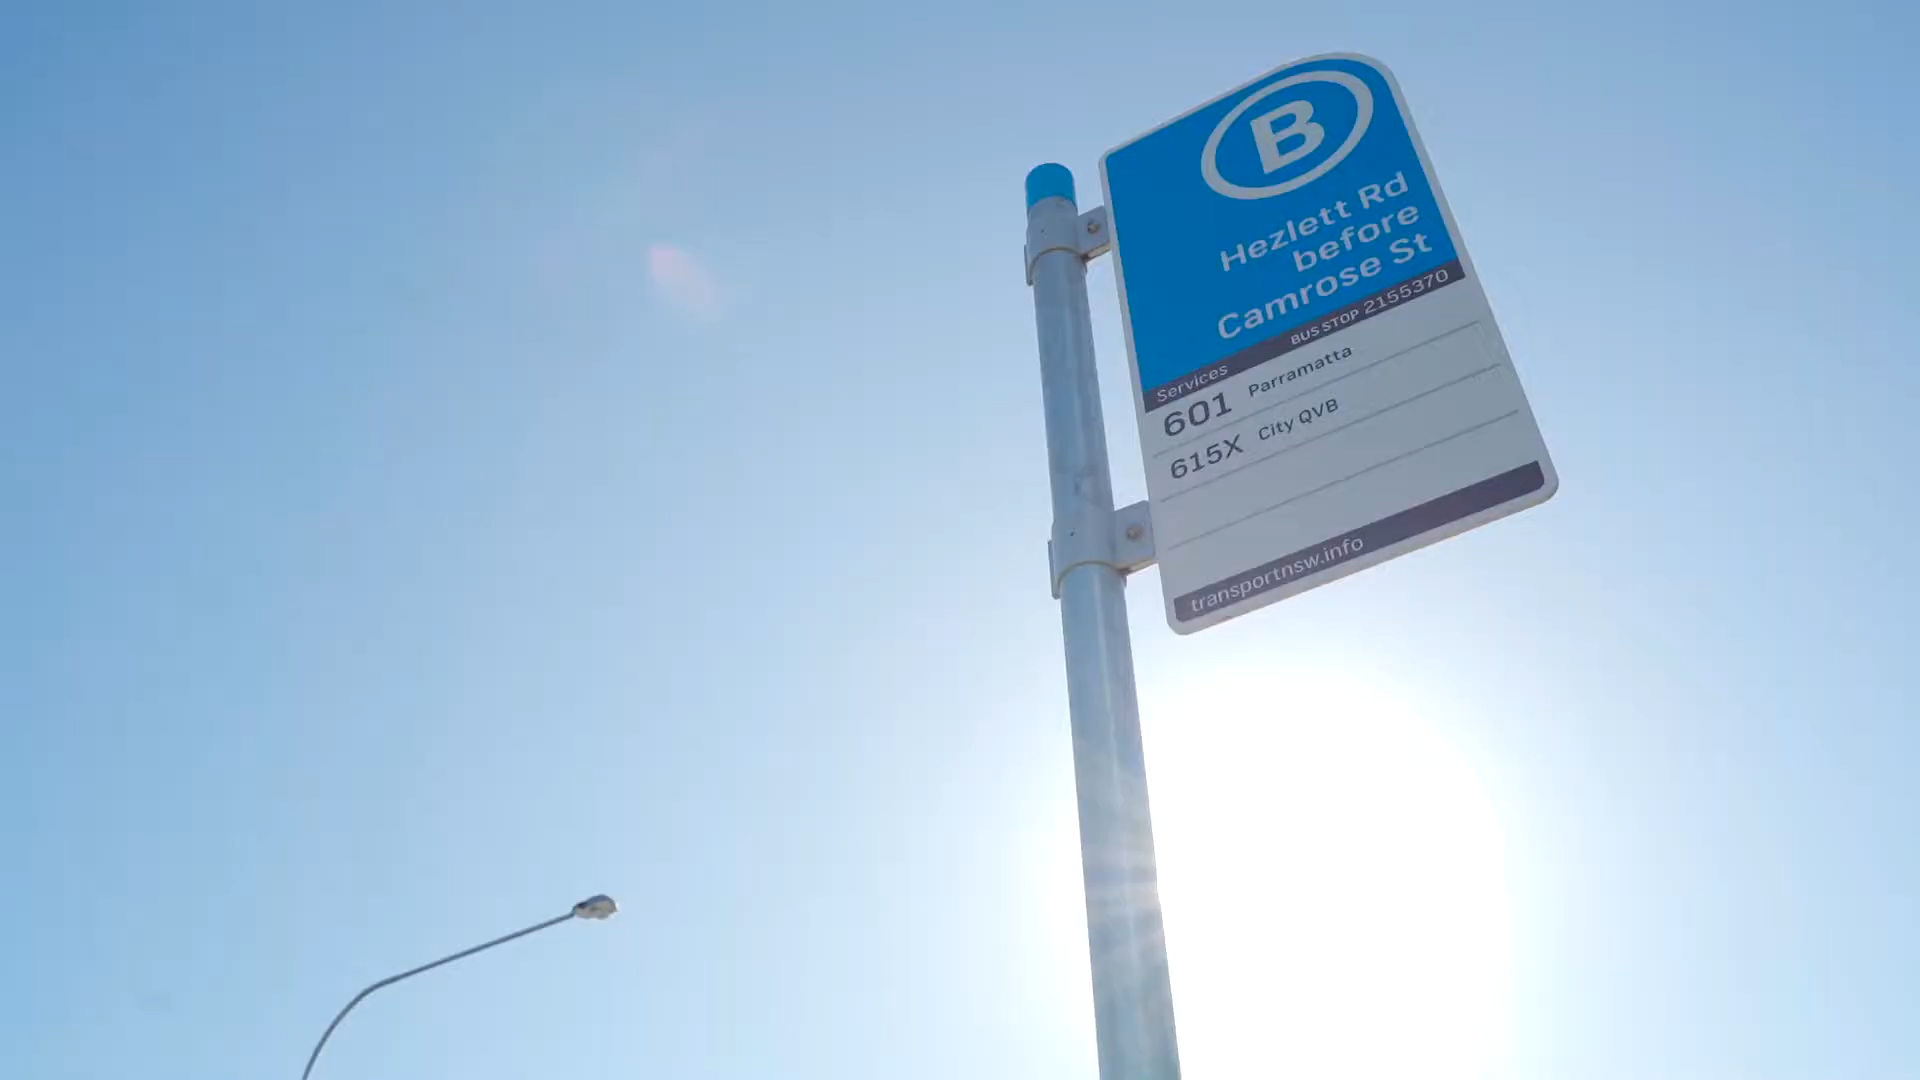 B
Hezlett Rd
before
Camrose St
BUS STOP 2155370
Services
601 Parramatta
615X City QVB
transportnsw.info